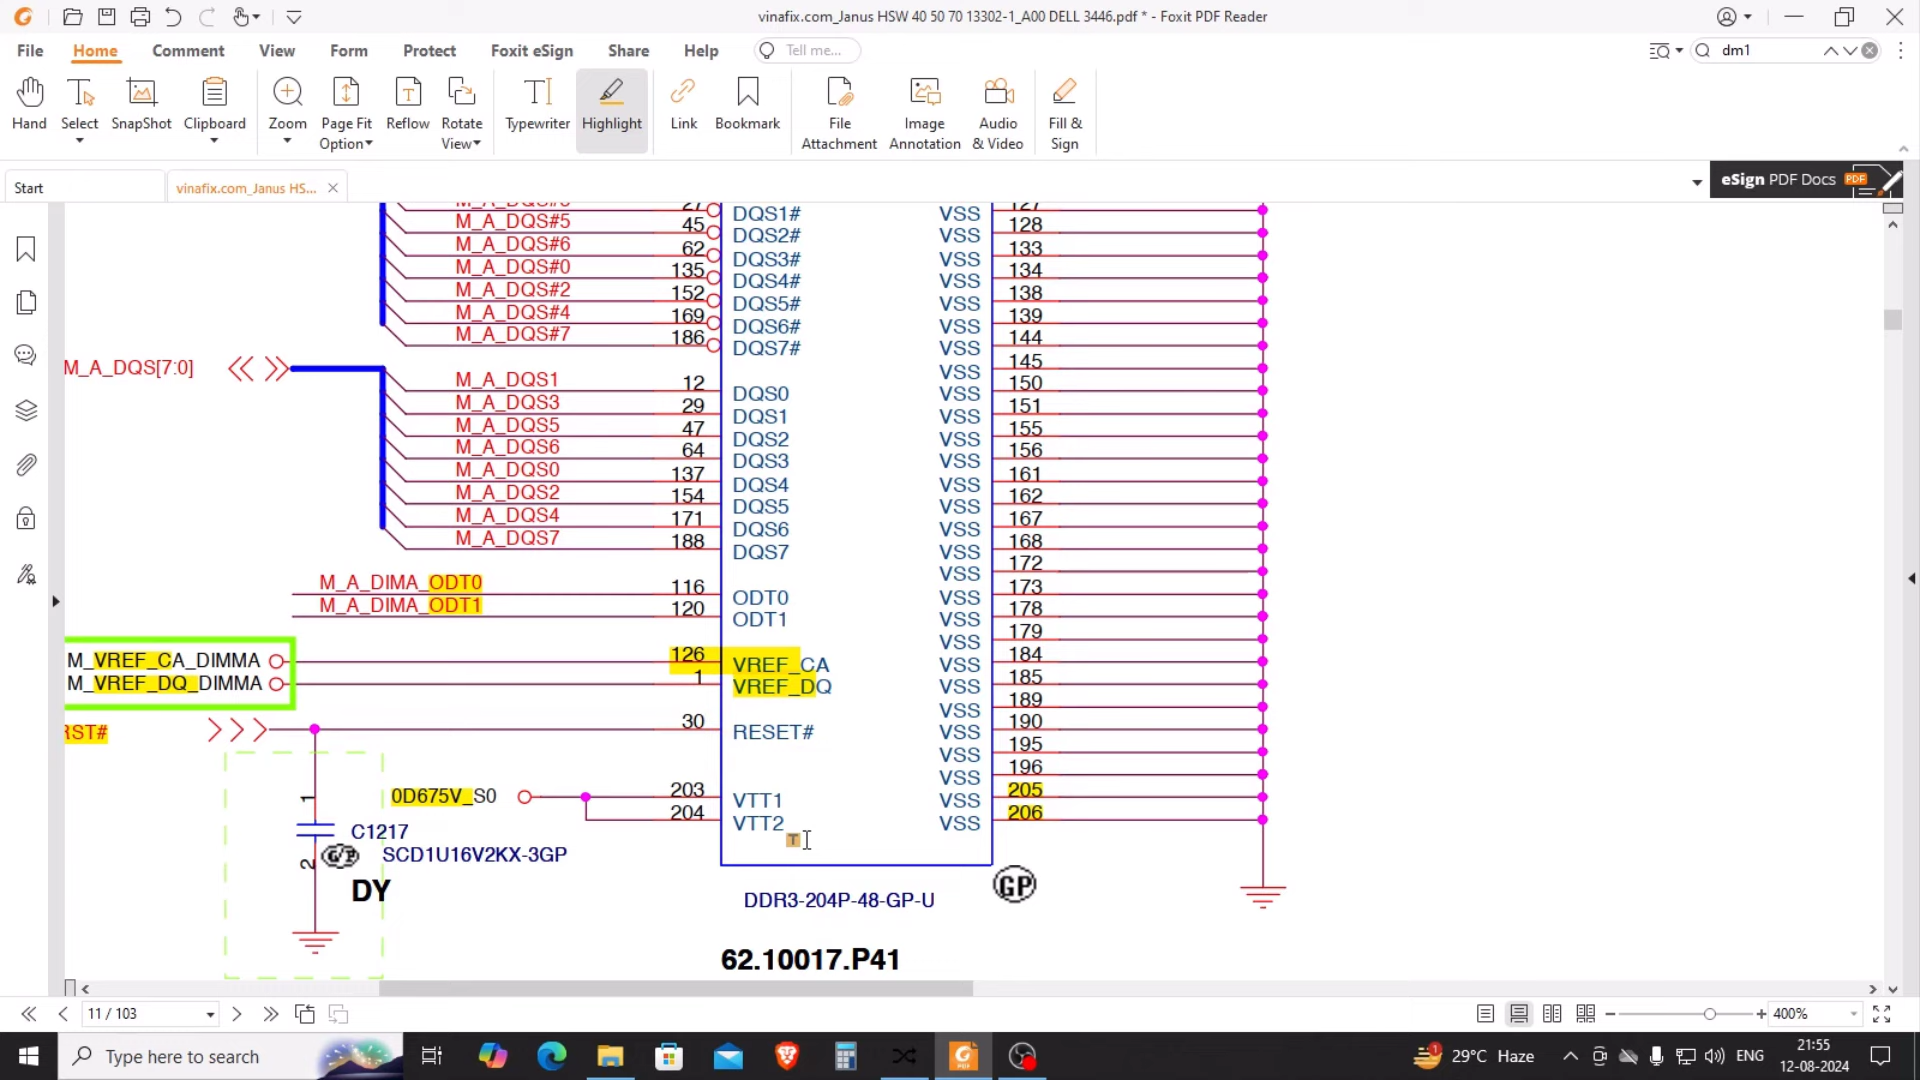 vinafix.com_Janus HSW 40 50 70 13302-1_A00 DELL 3446.pdf * - Foxit PDF Reader
File Home Comment View Form Protect Foxit eSign Share Help Tell me... dm1
Hand Select SnapShot Clipboard Zoom Page Fit Option Reflow Rotate View Typewriter Highlight Link Bookmark File Attachment Image Annotation Audio & Video Fill & Sign
Start vinafix.com_Janus HS... eSign PDF Docs PDF
27 DQS1# VSS 127
M_A_DQS#5 45 DQS2# VSS 128
M_A_DQS#6 62 DQS3# VSS 133
M_A_DQS#0 135 DQS4# VSS 134
M_A_DQS#2 152 DQS5# VSS 138
M_A_DQS#4 169 DQS6# VSS 139
M_A_DQS#7 186 DQS7# VSS 144
M_A_DQS[7:0] VSS 145
M_A_DQS1 12 DQS0 VSS 150
M_A_DQS3 29 DQS1 VSS 151
M_A_DQS5 47 DQS2 VSS 155
M_A_DQS6 64 DQS3 VSS 156
M_A_DQS0 137 DQS4 VSS 161
M_A_DQS2 154 DQS5 VSS 162
M_A_DQS4 171 DQS6 VSS 167
M_A_DQS7 188 DQS7 VSS 168
VSS 172
M_A_DIMA_ODT0 116 ODT0 VSS 173
M_A_DIMA_ODT1 120 ODT1 VSS 178
VSS 179
M_VREF_CA_DIMMA 126 VREF_CA VSS 184
M_VREF_DQ_DIMMA 1 VREF_DQ VSS 185
VSS 189
RST# 30 RESET# VSS 190
VSS 195
VSS 196
0D675V_S0 203 VTT1 VSS 205
204 VTT2 VSS 206
1
C1217
2 G/P SCD1U16V2KX-3GP
DY
DDR3-204P-48-GP-U GP
62.10017.P41
11 / 103 400%
Type here to search 29°C Haze ENG 21:55
12-08-2024